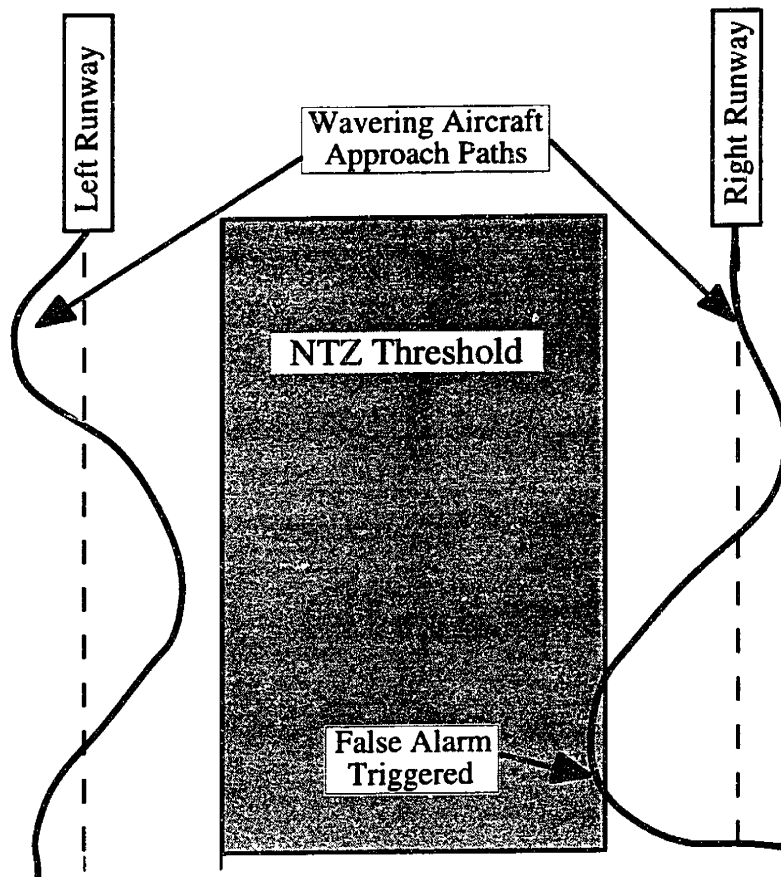 Left Runway
Wavering Aircraft
Approach Paths
Right Runway
NTZ Threshold
False Alarm
Triggered